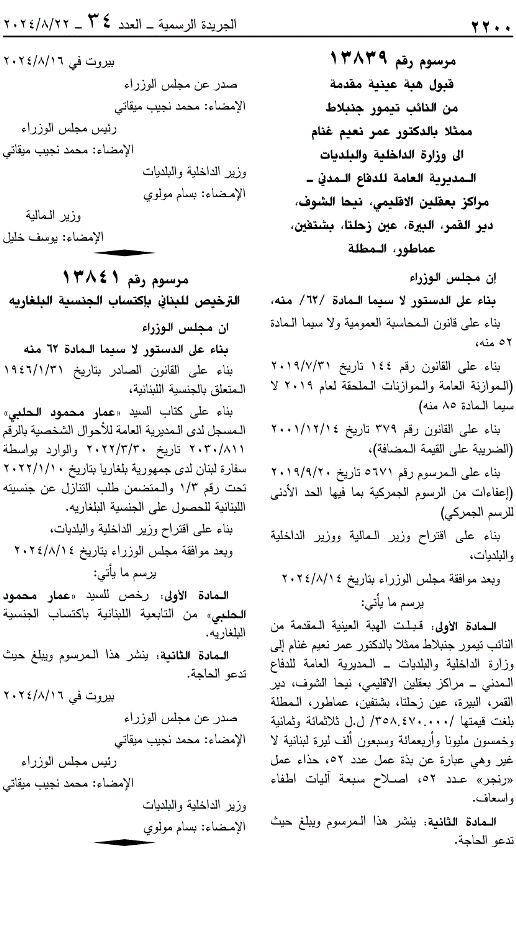 ٢٢٠٠
الجريدة الرسمية ـ العدد ٣٤ ـ ٢٠٢٤/٨/٢٢
مرسوم رقم ١٣٨٣٩
قبول هبة عينية مقدمة
من النائب تيمور جنبلاط
ممثلا بالدكتور عمر نعيم غنام
الى وزارة الداخلية والبلديات
المديرية العامة للدفاع المدني ـ
مراكز بعقلين الاقليمي، نيحا الشوف،
دير القمر، البيرة، عين زحلتا، بشتفين،
عماطور، المطلة
إن مجلس الوزراء
بناء على الدستور لا سيما المادة /٦٢/ منه،
بناء على قانون المحاسبة العمومية ولا سيما المادة
٥٢ منه،
بناء على القانون رقم ١٤٤ تاريخ ٢٠١٩/٧/٣١
(الموازنة العامة والموازنات الملحقة لعام ٢٠١٩ لا
سيما المادة ٨٥ منه)
بناء على القانون رقم ٣٧٩ تاريخ ٢٠٠١/١٢/١٤
(الضريبة على القيمة المضافة)،
بناء على المرسوم رقم ٥٦٧١ تاريخ ٢٠١٩/٩/٢٠
(إعفاءات من الرسوم الجمركية بما فيها الحد الأدنى
للرسم الجمركي)
بناء على اقتراح وزير المالية ووزير الداخلية
والبلديات،
وبعد موافقة مجلس الوزراء بتاريخ ٢٠٢٤/٨/١٤
يرسم ما يأتي:
المادة الأولى: قبلت الهبة العينية المقدمة من
النائب تيمور جنبلاط ممثلا بالدكتور عمر نعيم غنام إلى
وزارة الداخلية والبلديات ـ المديرية العامة للدفاع
المدني ـ مراكز بعقلين الاقليمي، نيحا الشوف، دير
القمر، البيرة، عين زحلتا، بشتفين، عماطور، المطلة
بلغت قيمتها /٣٥٨.٤٧٠.٠٠٠/ ل.ل ثلاثمائة وثمانية
وخمسون مليونا وأربعمائة وسبعون ألف ليرة لبنانية لا
غير وهي عبارة عن بذة عمل عدد ٥٢، حذاء عمل
«رنجر» عدد ٥٢، اصلاح سبعة آليات اطفاء
واسعاف.
المادة الثانية: ينشر هذا المرسوم ويبلغ حيث
تدعو الحاجة.
بيروت في ٢٠٢٤/٨/١٦
صدر عن مجلس الوزراء
الإمضاء: محمد نجيب ميقاتي
رئيس مجلس الوزراء
الإمضاء: محمد نجيب ميقاتي
وزير الداخلية والبلديات
الإمضاء: بسام مولوي
وزير المالية
الإمضاء: يوسف خليل
مرسوم رقم ١٣٨٤١
الترخيص للبناني بإكتساب الجنسية البلغاريه
ان مجلس الوزراء
بناء على الدستور لا سيما المادة ٦٢ منه
بناء على القانون الصادر بتاريخ ١٩٤٦/١/٣١
المتعلق بالجنسية اللبنانية،
بناء على كتاب السيد «عمار محمود الحلبي»
المسجل لدى المديرية العامة للأحوال الشخصية بالرقم
٢٠٣٠/٨١١ تاريخ ٢٠٢٢/٣/٣٠ والوارد بواسطة
سفارة لبنان لدى جمهورية بلغاريا بتاريخ ٢٠٢٢/١/١٠
تحت رقم ١/٣ والمتضمن طلب التنازل عن جنسيته
اللبنانية للحصول على الجنسية البلغاريه.
بناء على اقتراح وزير الداخلية والبلديات،
وبعد موافقة مجلس الوزراء بتاريخ ٢٠٢٤/٨/١٤
يرسم ما يأتي:
المادة الأولى: رخص للسيد «عمار محمود
الحلبي» من التابعية اللبنانية باكتساب الجنسية
البلغاريه.
المادة الثانية: ينشر هذا المرسوم ويبلغ حيث
تدعو الحاجة.
بيروت في ٢٠٢٤/٨/١٦
صدر عن مجلس الوزراء
الإمضاء: محمد نجيب ميقاتي
رئيس مجلس الوزراء
الإمضاء: محمد نجيب ميقاتي
وزير الداخلية والبلديات
الإمضاء: بسام مولوي